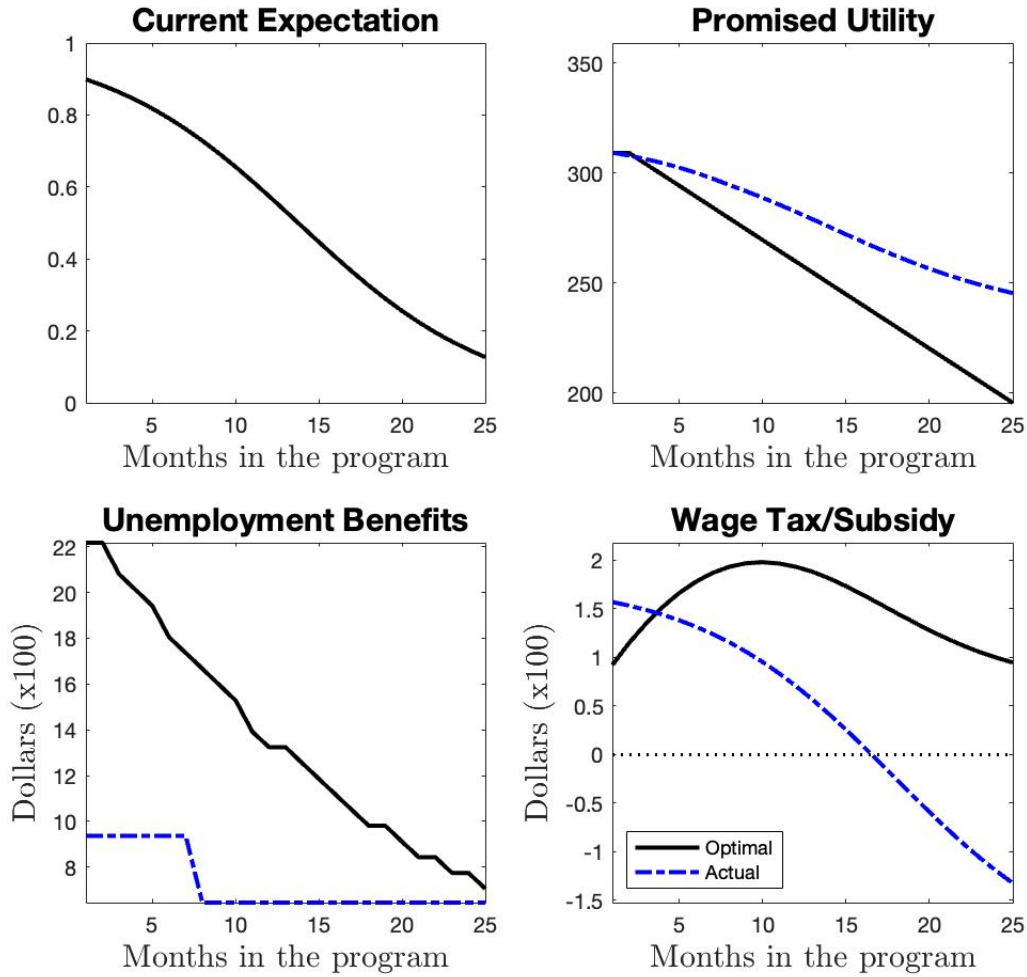 Current Expectation
1
0.8
0.6
0.4
0.2
0
5 10 15 20 25
Months in the program
Promised Utility
350
300
250
200
5 10 15 20 25
Months in the program
Unemployment Benefits
Dollars (x100)
22
20
18
16
14
12
10
8
5 10 15 20 25
Months in the program
Wage Tax/Subsidy
Dollars (x100)
2
1.5
1
0.5
0
-0.5
-1
-1.5
Optimal
Actual
5 10 15 20 25
Months in the program